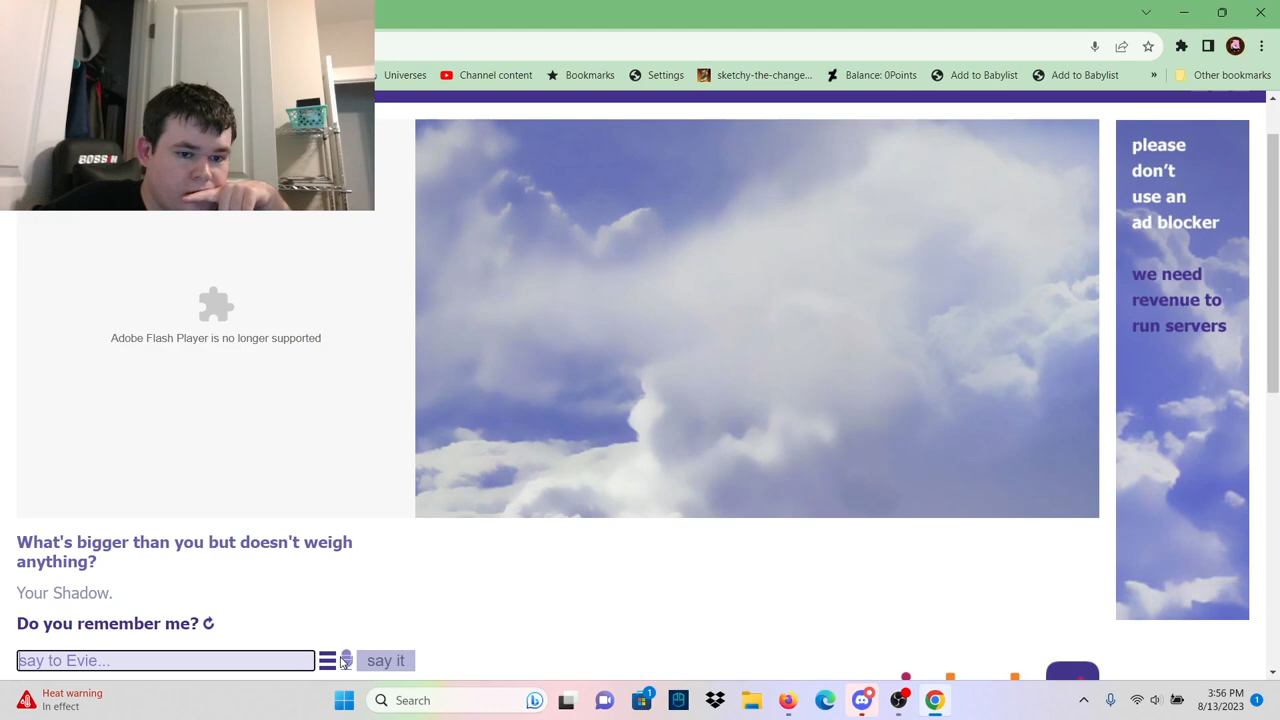 Universes
Channel content
Bookmarks
Settings
sketchy-the-change...
Balance: 0Points
Add to Babylist
Add to Babylist
»
Other bookmarks
BOSSIN
please
don't
use an
ad blocker
we need
revenue to
run servers
Adobe Flash Player is no longer supported
What's bigger than you but doesn't weigh
anything?
Your Shadow.
Do you remember me?
say to Evie...
say it
Heat warning
In effect
Search
1
3:56 PM
8/13/2023
1